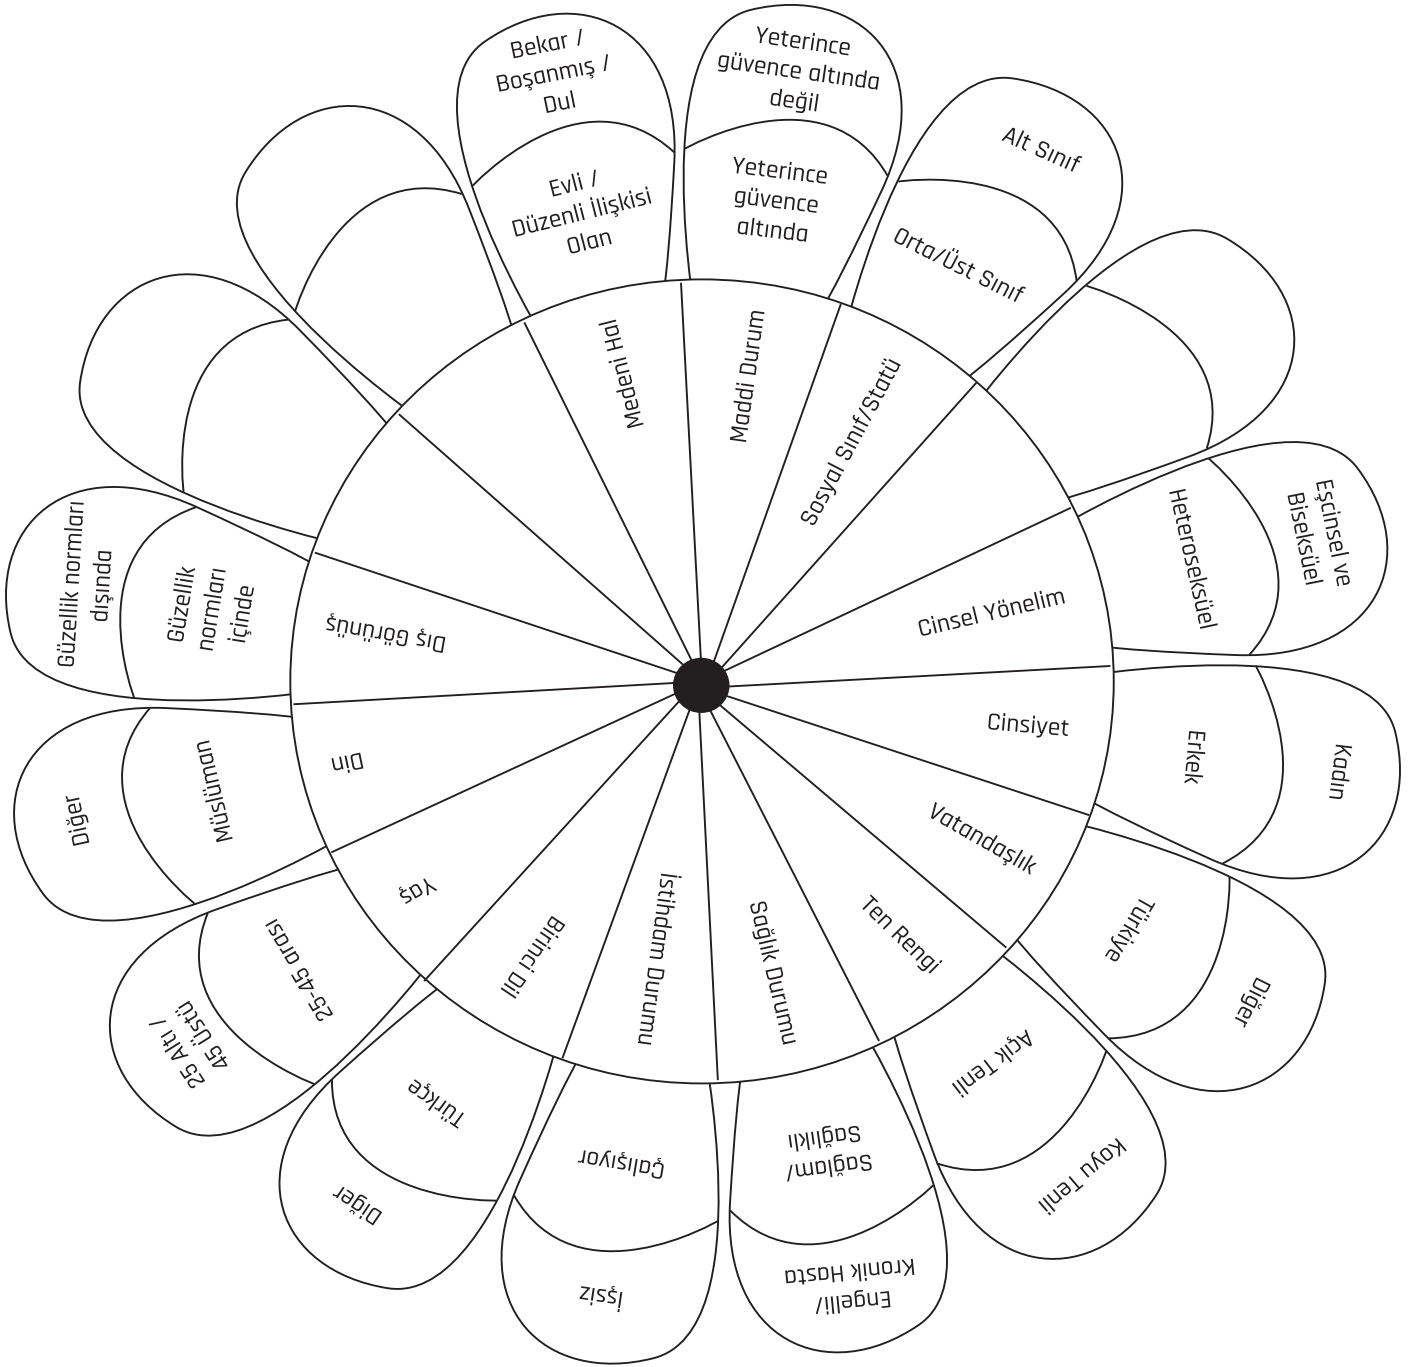 Bekar /
Boşanmış /
Dul
Evli /
Düzenli İlişkisi
Olan
Medeni Hal
Yeterince
güvence altında
değil
Yeterince
güvence
altında
Maddi Durum
Alt Sınıf
Orta/Üst Sınıf
Sosyal Sınıf/Statü
Eşcinsel ve
Biseksüel
Heteroseksüel
Cinsel Yönelim
Kadın
Erkek
Cinsiyet
Diğer
Türkiye
Vatandaşlık
Koyu Tenli
Açık Tenli
Ten Rengi
Engelli/
Kronik Hasta
Sağlam/
Sağlıklı
Sağlık Durumu
İşsiz
Çalışıyor
İstihdam Durumu
Diğer
Türkçe
Birinci Dil
25 Altı /
45 Üstü
25-45 arası
Yaş
Diğer
Müslüman
Din
Güzellik normları
dışında
Güzellik
normları
içinde
Dış Görünüş